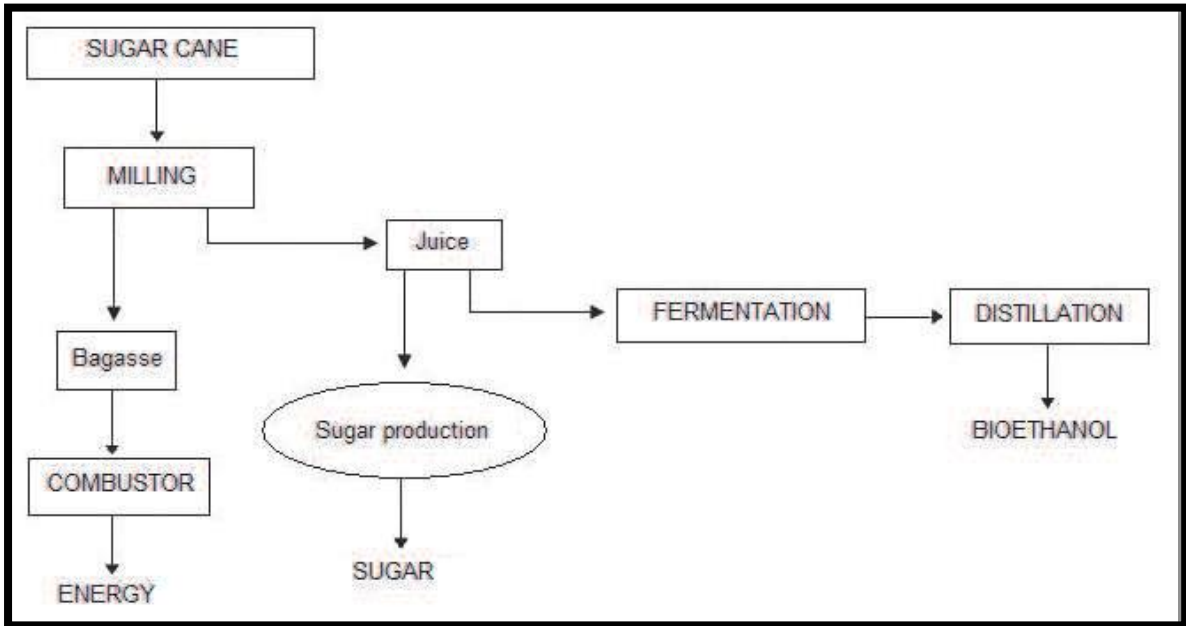 SUGAR CANE
MILLING
Juice
FERMENTATION
DISTILLATION
Bagasse
Sugar production
BIOETHANOL
COMBUSTOR
SUGAR
ENERGY